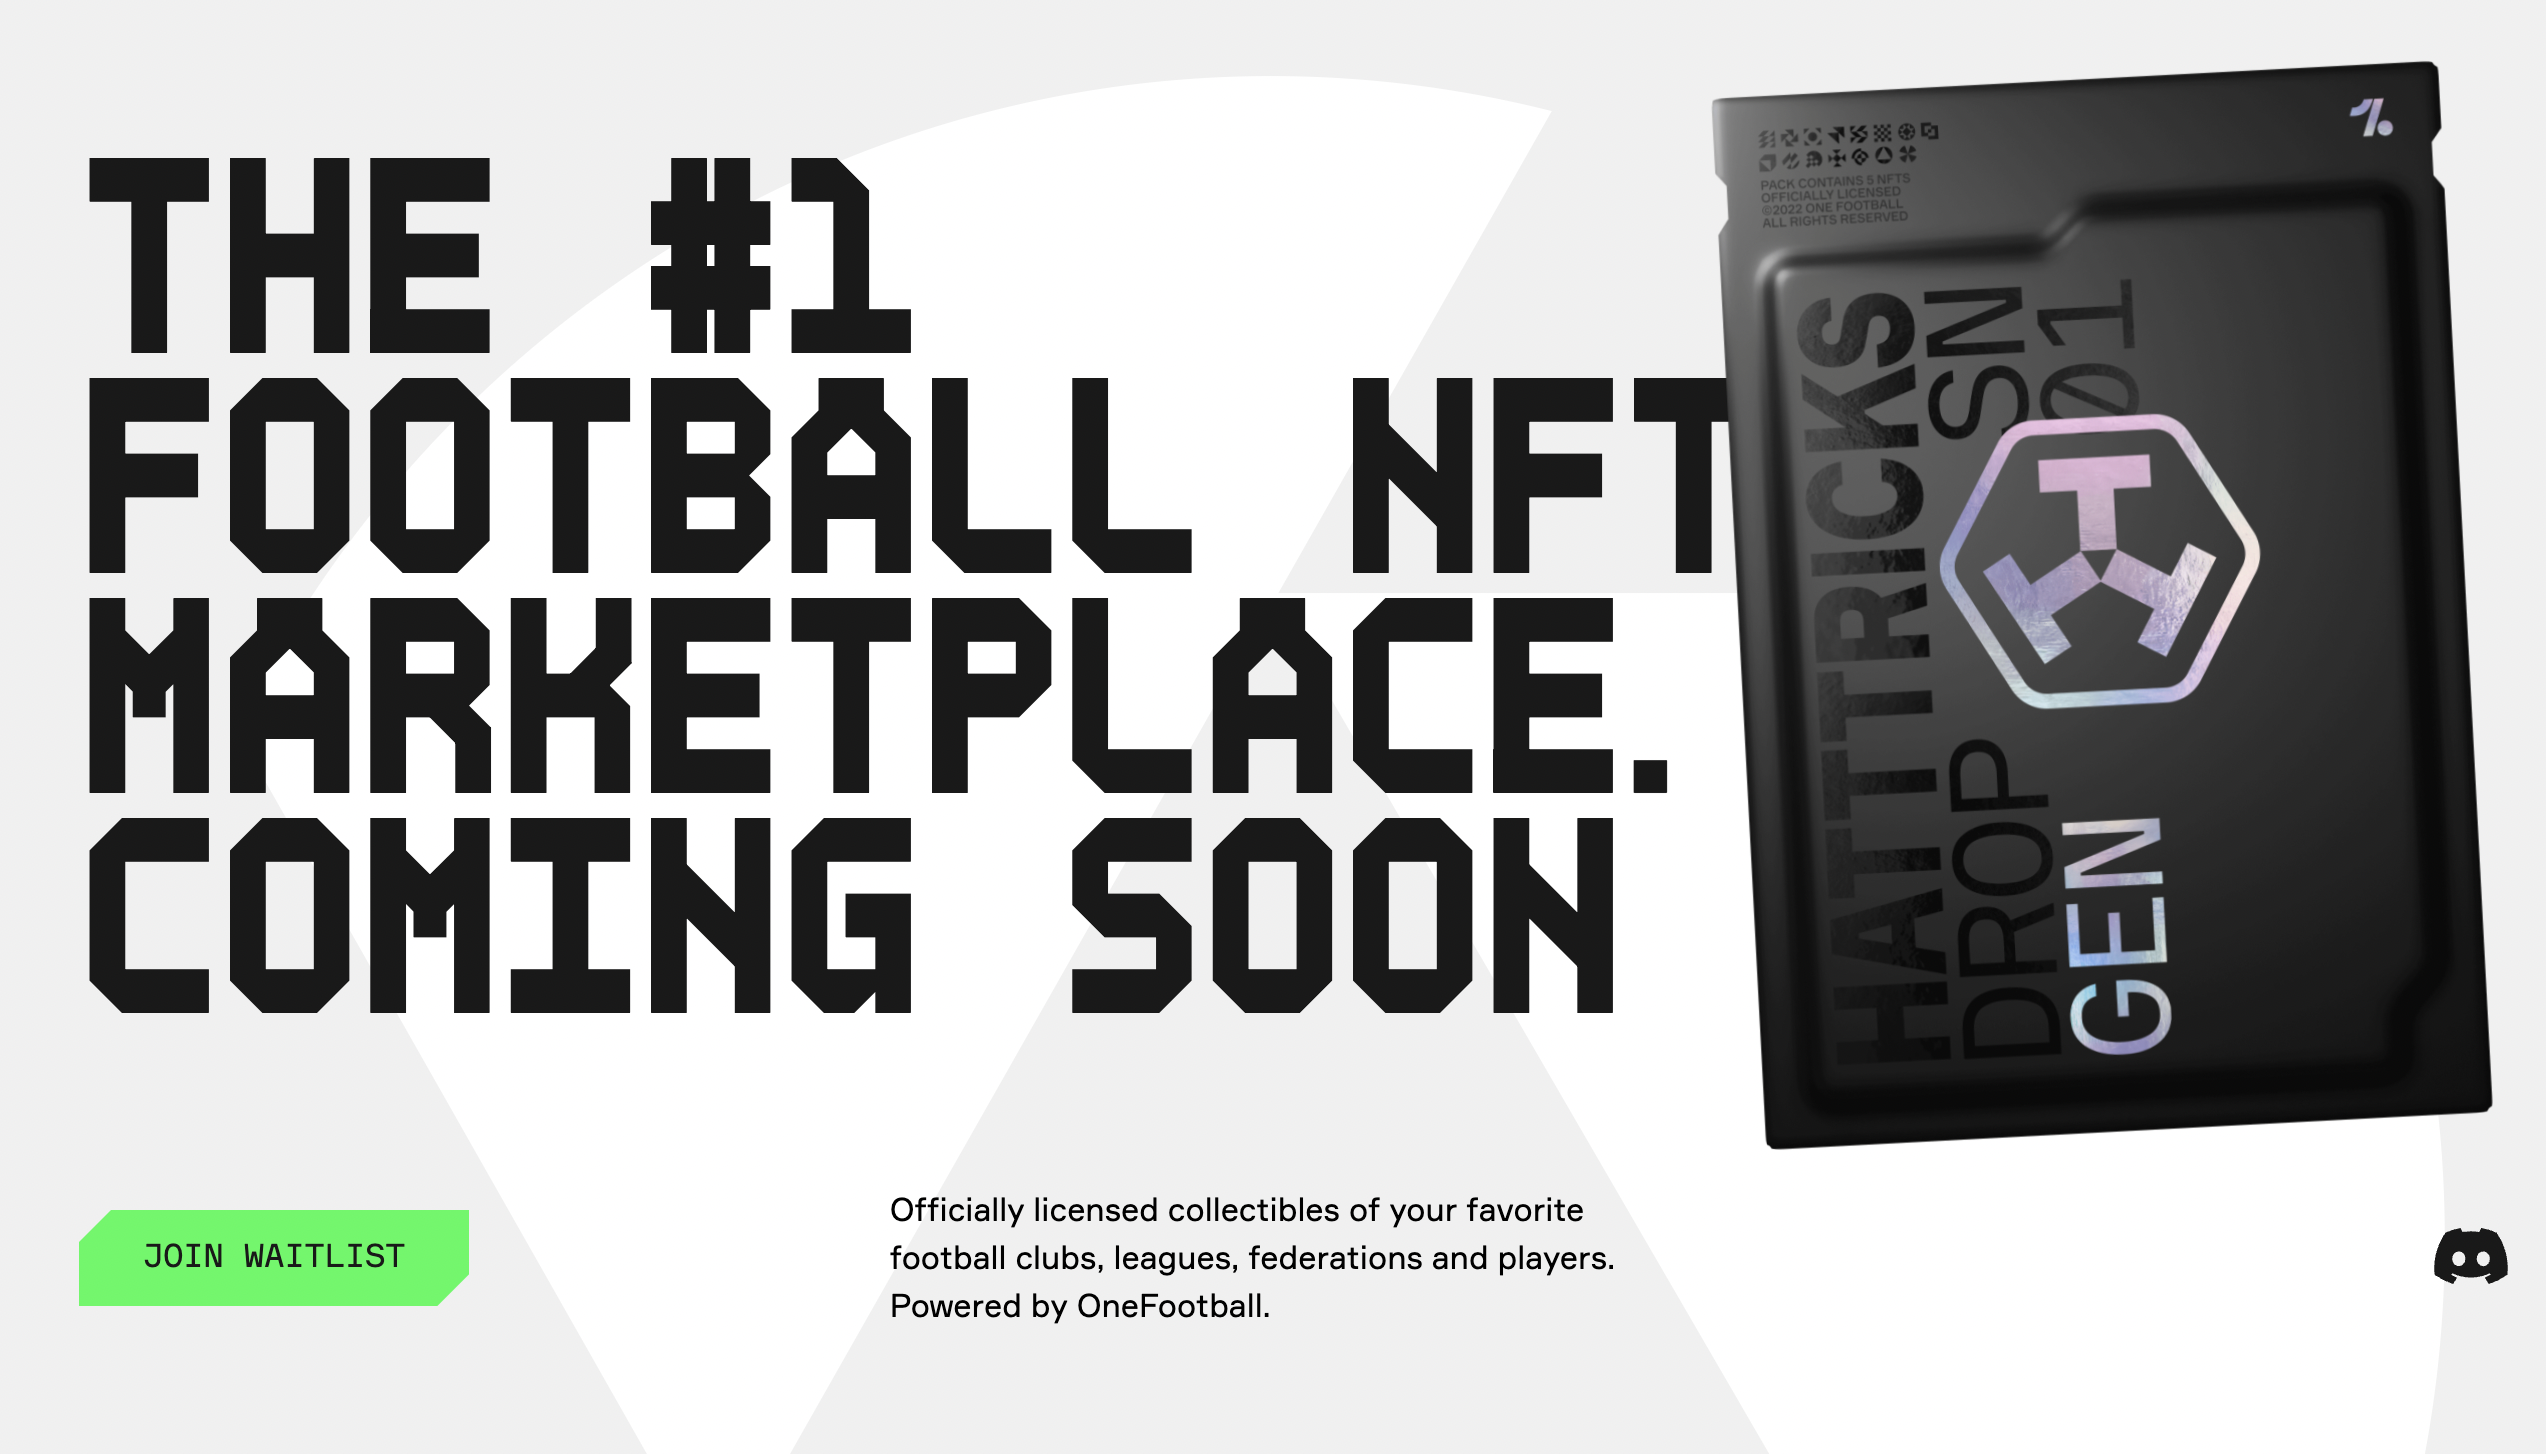 THE #1
FOOTBALL NFT
MARKETPLACE.
COMING SOON
PACK CONTAINS 5 NFTS
OFFICIALLY LICENSED
©2022 ONE FOOTBALL
ALL RIGHTS RESERVED
HATTTRICKS
DROP SN
GEN 01
JOIN WAITLIST
Officially licensed collectibles of your favorite
football clubs, leagues, federations and players.
Powered by OneFootball.